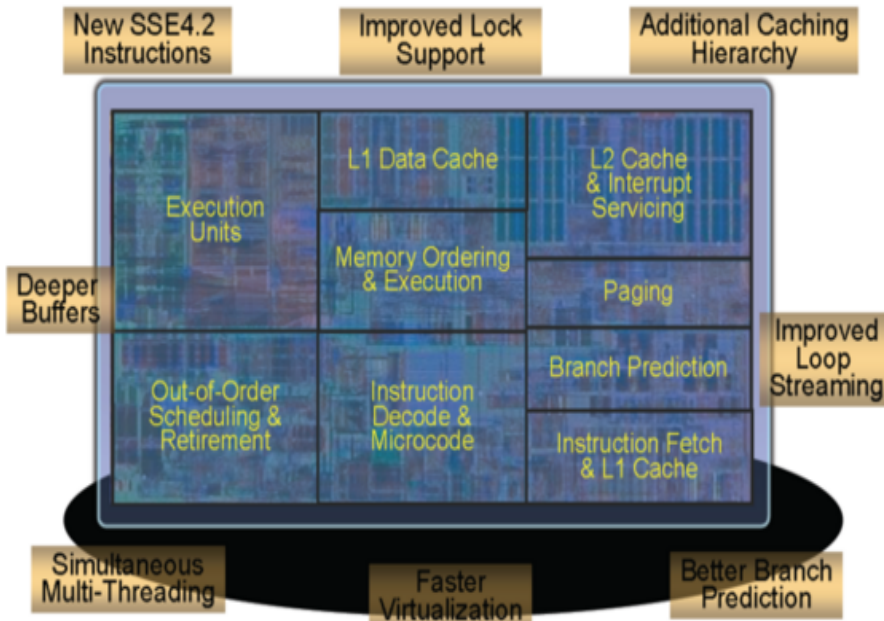 New SSE4.2
Instructions
Improved Lock
Support
Additional Caching
Hierarchy
L1 Data Cache
L2 Cache
& Interrupt
Servicing
Execution
Units
Memory Ordering
& Execution
Deeper
Buffers
Paging
Improved
Loop
Streaming
Branch Prediction
Out-of-Order
Scheduling &
Retirement
Instruction
Decode &
Microcode
Instruction Fetch
& L1 Cache
Simultaneous
Multi-Threading
Faster
Virtualization
Better Branch
Prediction